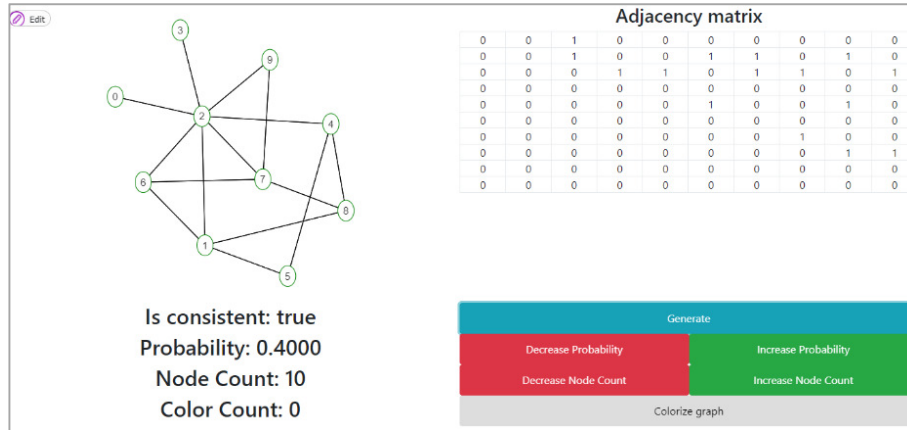 Edit
3
9
0
2
4
6
7
8
1
5
Is consistent: true
Probability: 0.4000
Node Count: 10
Color Count: 0
Adjacency matrix
0 0 1 0 0 0 0 0 0 0
0 0 1 0 0 1 1 0 1 0
0 0 0 1 1 0 1 1 0 1
0 0 0 0 0 0 0 0 0 0
0 0 0 0 0 1 0 0 1 0
0 0 0 0 0 0 0 0 0 0
0 0 0 0 0 0 0 1 0 0
0 0 0 0 0 0 0 0 1 1
0 0 0 0 0 0 0 0 0 0
0 0 0 0 0 0 0 0 0 0
Generate
Decrease Probability Increase Probability
Decrease Node Count Increase Node Count
Colorize graph